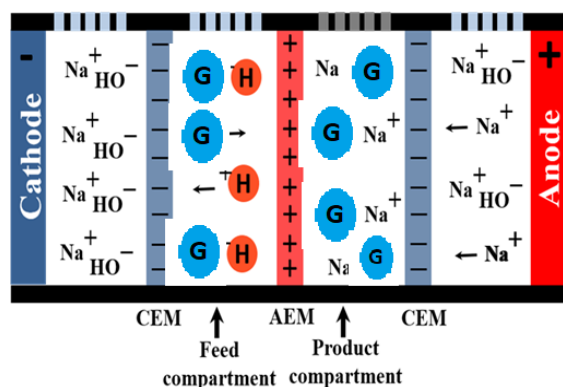 Cathode
-
Na+
HO−
Na+
HO−
Na+
HO−
Na+
HO−
− − − − − − − − −
G −H
G →
← +H
G −H
+ + + + + + + + +
Na G
G Na+
G Na+
Na G
− − − − − − − − −
Na+
HO−
← Na+
Na+
HO−
← Na+
+
Anode
CEM AEM CEM
Feed
compartment
Product
compartment